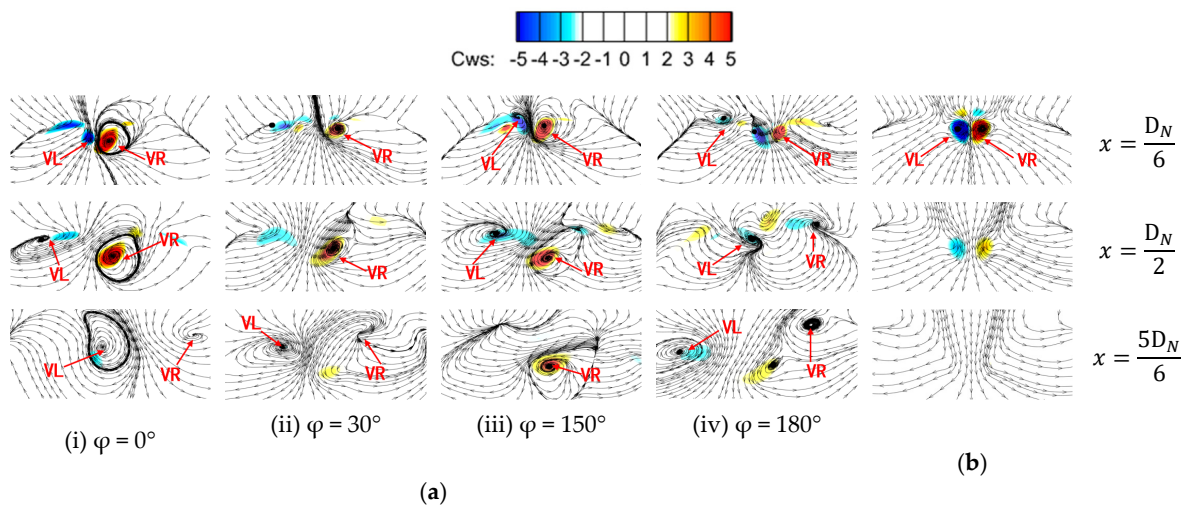 Cws: -5 -4 -3 -2 -1 0 1 2 3 4 5
VL VR VR VR VL VR VL VR VL VR x = D_N/6
VL VR VR VL VR VL VR x = D_N/2
VL VR VL VR VR VL VR x = 5D_N/6
(i) φ = 0° (ii) φ = 30° (iii) φ = 150° (iv) φ = 180°
(a) (b)